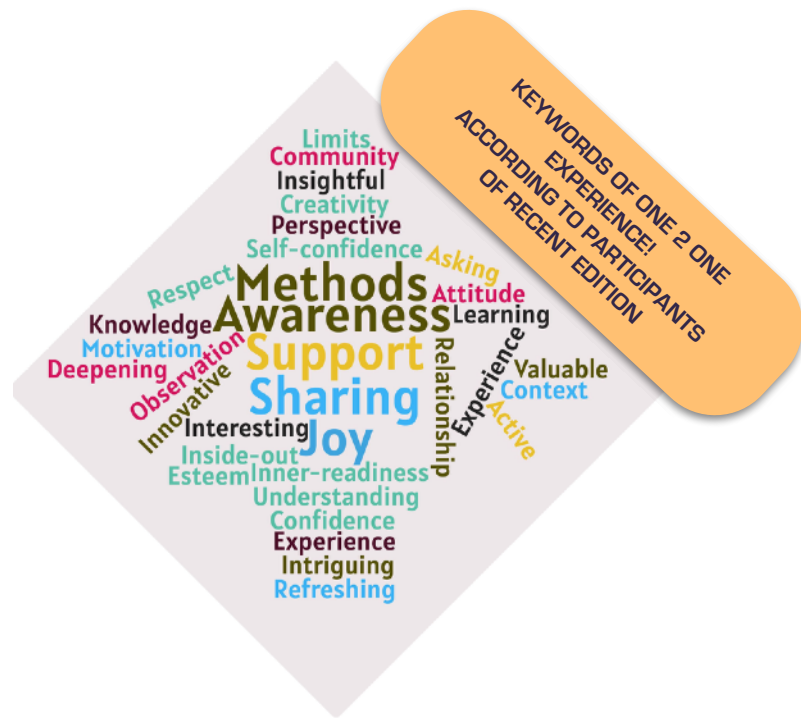 KEYWORDS OF ONE 2 ONE
EXPERIENCE!
ACCORDING TO PARTICIPANTS
OF RECENT EDITION
Limits
Community
Insightful
Creativity
Perspective
Self-confidence
Asking
Respect
Methods
Attitude
Knowledge
Awareness
Learning
Motivation
Observation
Support
Relationship
Experience
Deepening
Valuable
Innovative
Sharing
Context
Active
Interesting
Joy
Inside-out
Esteem
Inner-readiness
Understanding
Confidence
Experience
Intriguing
Refreshing